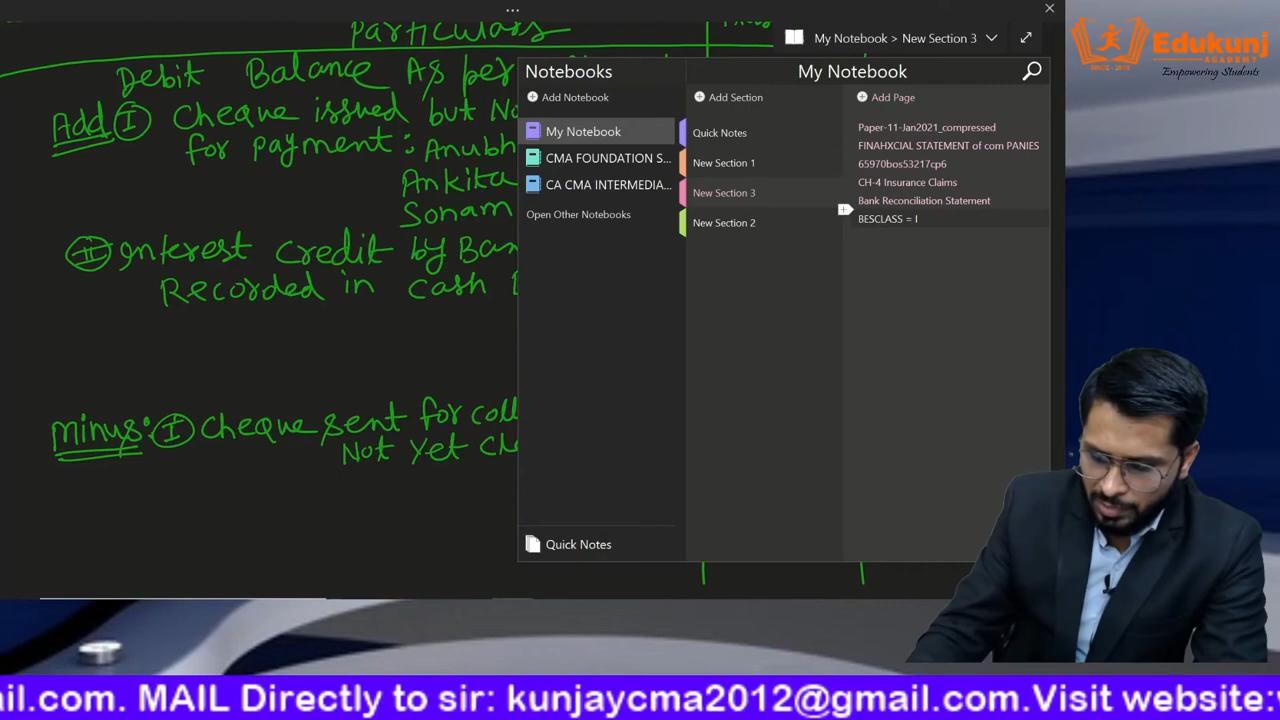 particulars
My Notebook > New Section 3
Edukunj
ACADEMY
SINCE - 2012
Empowering Students
Debit Balance As per
Add I Cheque issued but No
for payment : Anubh
Ankita
Sonam
II Interest credit by Ban
Recorded in cash
Minus: I Cheque sent for coll
Not Yet Cl
Notebooks
Add Notebook
My Notebook
CMA FOUNDATION S...
CA CMA INTERMEDIA...
Open Other Notebooks
Quick Notes
Add Section
Quick Notes
New Section 1
New Section 3
New Section 2
My Notebook
Add Page
Paper-11-Jan2021_compressed
FINAHXCIAL STATEMENT of com PANIES
65970bos53217cp6
CH-4 Insurance Claims
Bank Reconciliation Statement
BESCLASS = I
ail.com. MAIL Directly to sir: kunjaycma2012@gmail.com.Visit website: